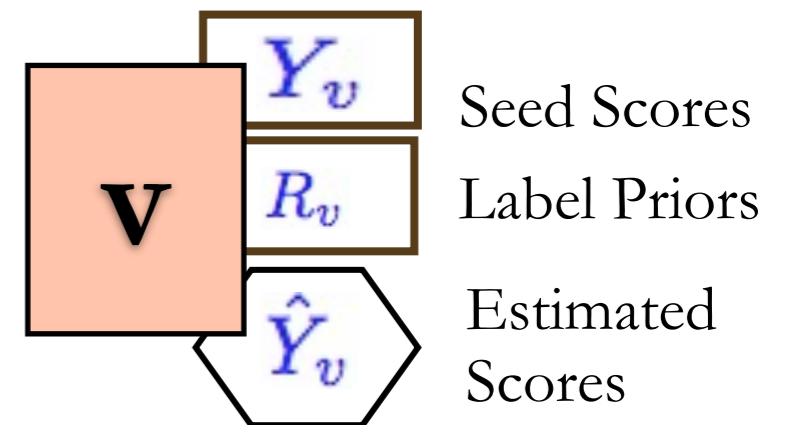 Y_v
Seed Scores
v
R_v
Label Priors
Ŷ_v
Estimated
Scores